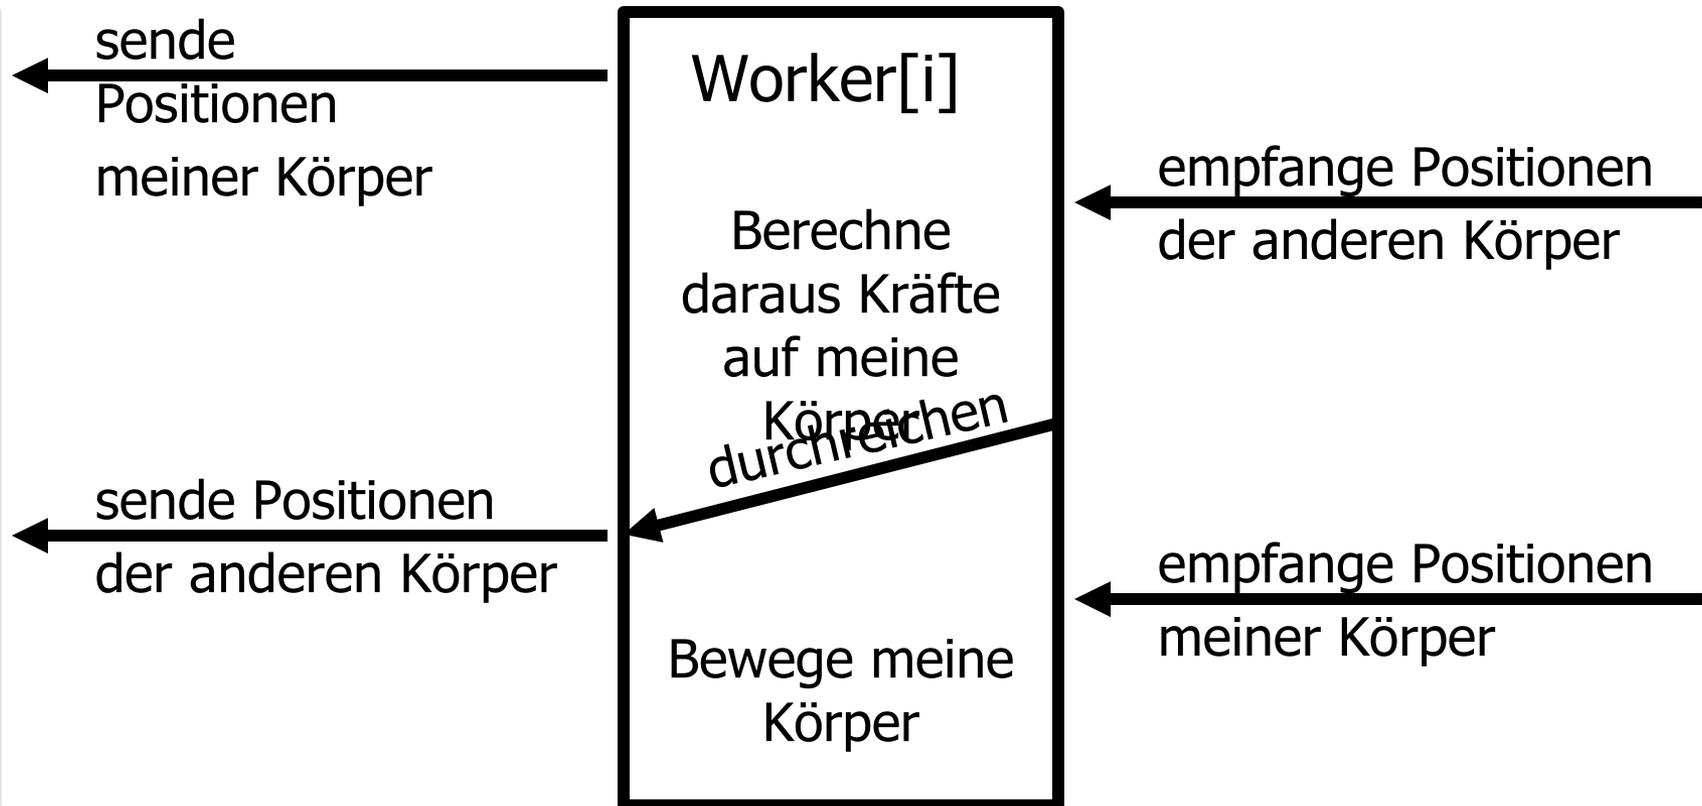 sende
Positionen
meiner Körper
Worker[i]
empfange Positionen
der anderen Körper
Berechne
daraus Kräfte
auf meine
Körper
durchreichen
sende Positionen
der anderen Körper
empfange Positionen
meiner Körper
Bewege meine
Körper